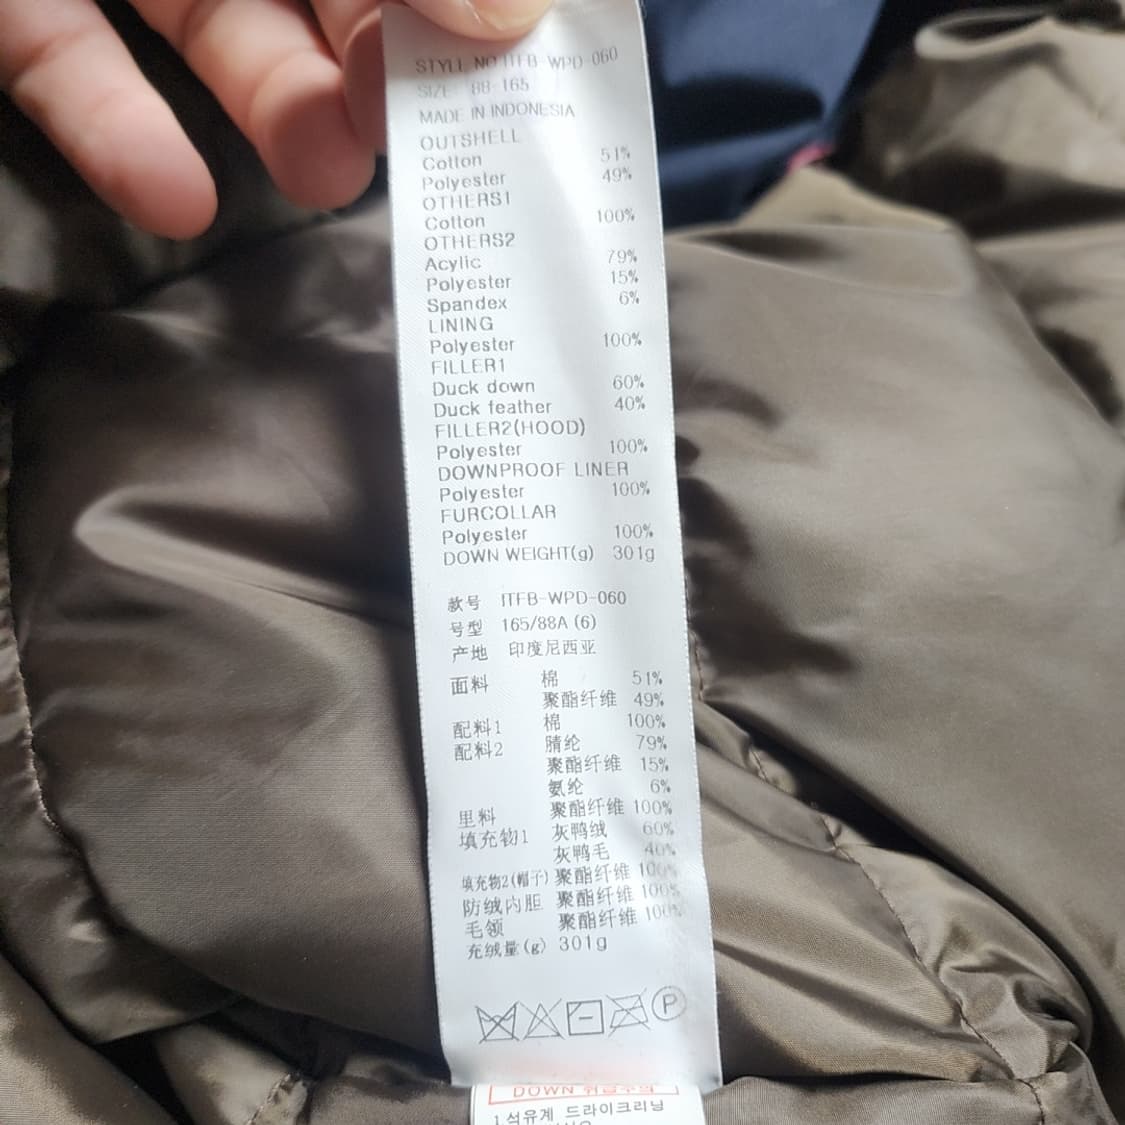 STYLE NO ITFB-WPD-060
SIZE: 88-165
MADE IN INDONESIA
OUTSHELL
Cotton 51%
Polyester 49%
OTHERS1
Cotton 100%
OTHERS2
Acylic 79%
Polyester 15%
Spandex 6%
LINING
Polyester 100%
FILLER1
Duck down 60%
Duck feather 40%
FILLER2(HOOD)
Polyester 100%
DOWNPROOF LINER
Polyester 100%
FURCOLLAR
Polyester 100%
DOWN WEIGHT(g) 301g
款号 ITFB-WPD-060
号型 165/88A (6)
产地 印度尼西亚
面料 棉 51%
聚酯纤维 49%
配料1 棉 100%
配料2 腈纶 79%
聚酯纤维 15%
氨纶 6%
里料 聚酯纤维 100%
填充物1 灰鸭绒 60%
灰鸭毛 40%
填充物2(帽子) 聚酯纤维 100%
防绒内胆 聚酯纤维 100%
毛领 聚酯纤维 100%
充绒量(g) 301g
P
DOWN 취급주의
1.석유계 드라이크리닝